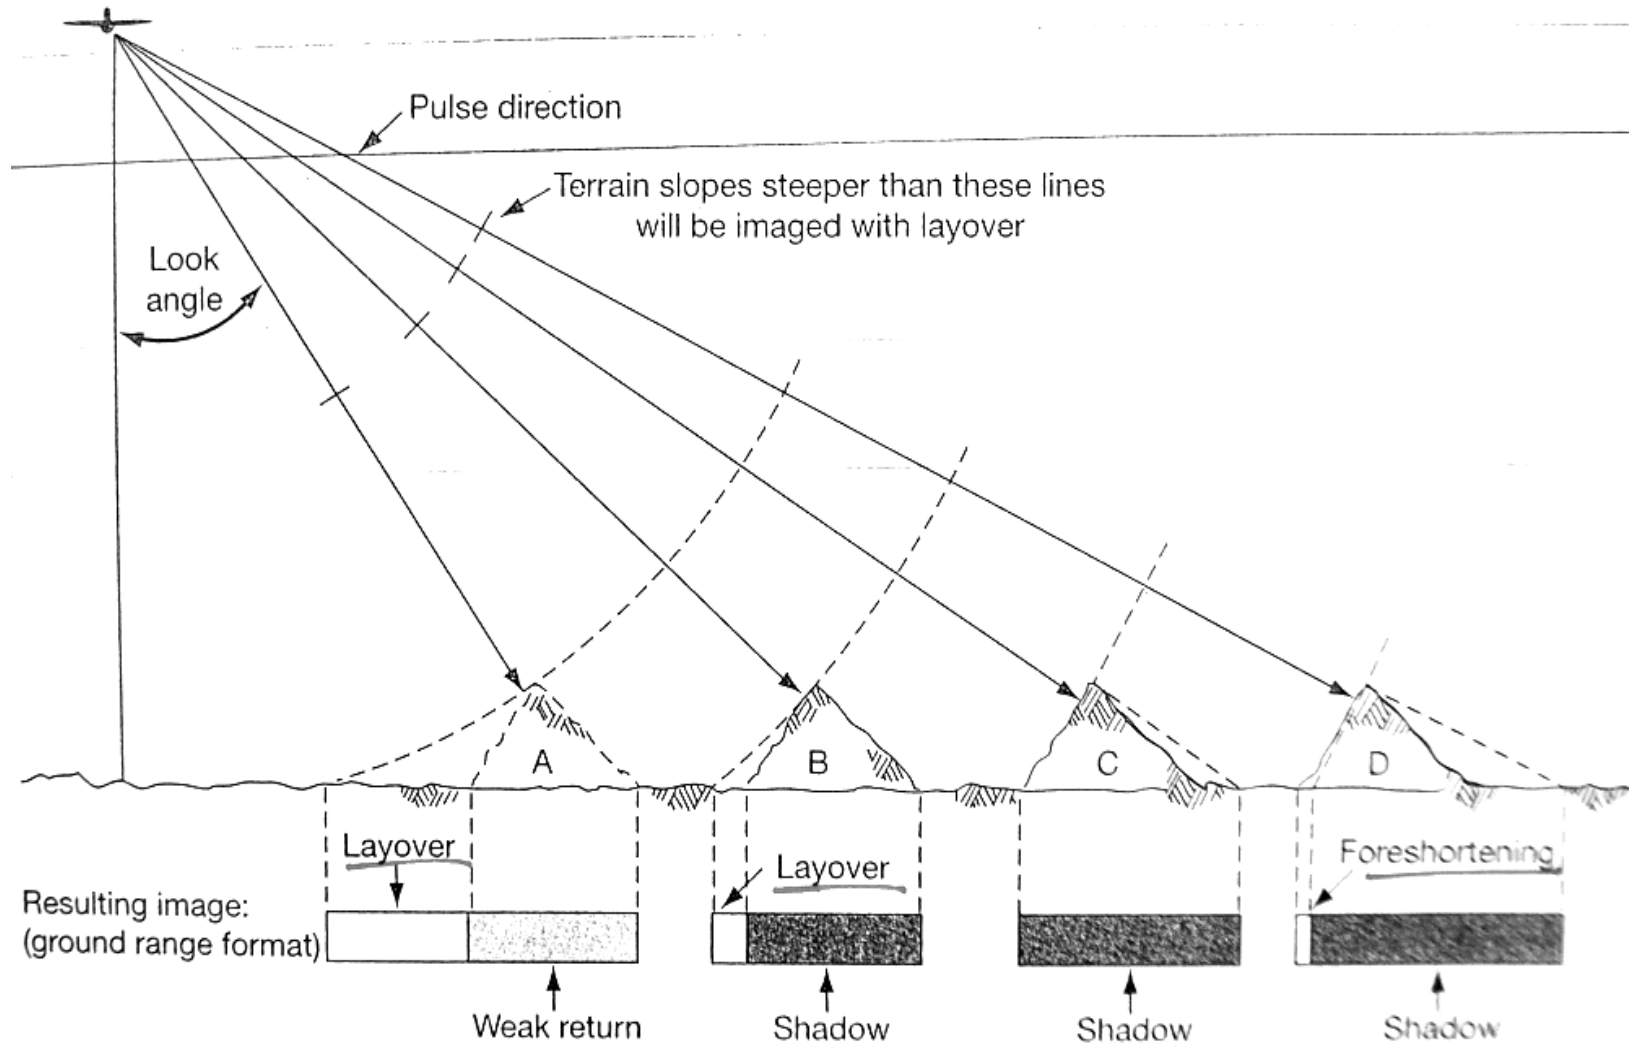 Pulse direction
Terrain slopes steeper than these lines
will be imaged with layover
Look
angle
A
B
C
D
Layover
Layover
Foreshortening
Resulting image:
(ground range format)
Weak return
Shadow
Shadow
Shadow